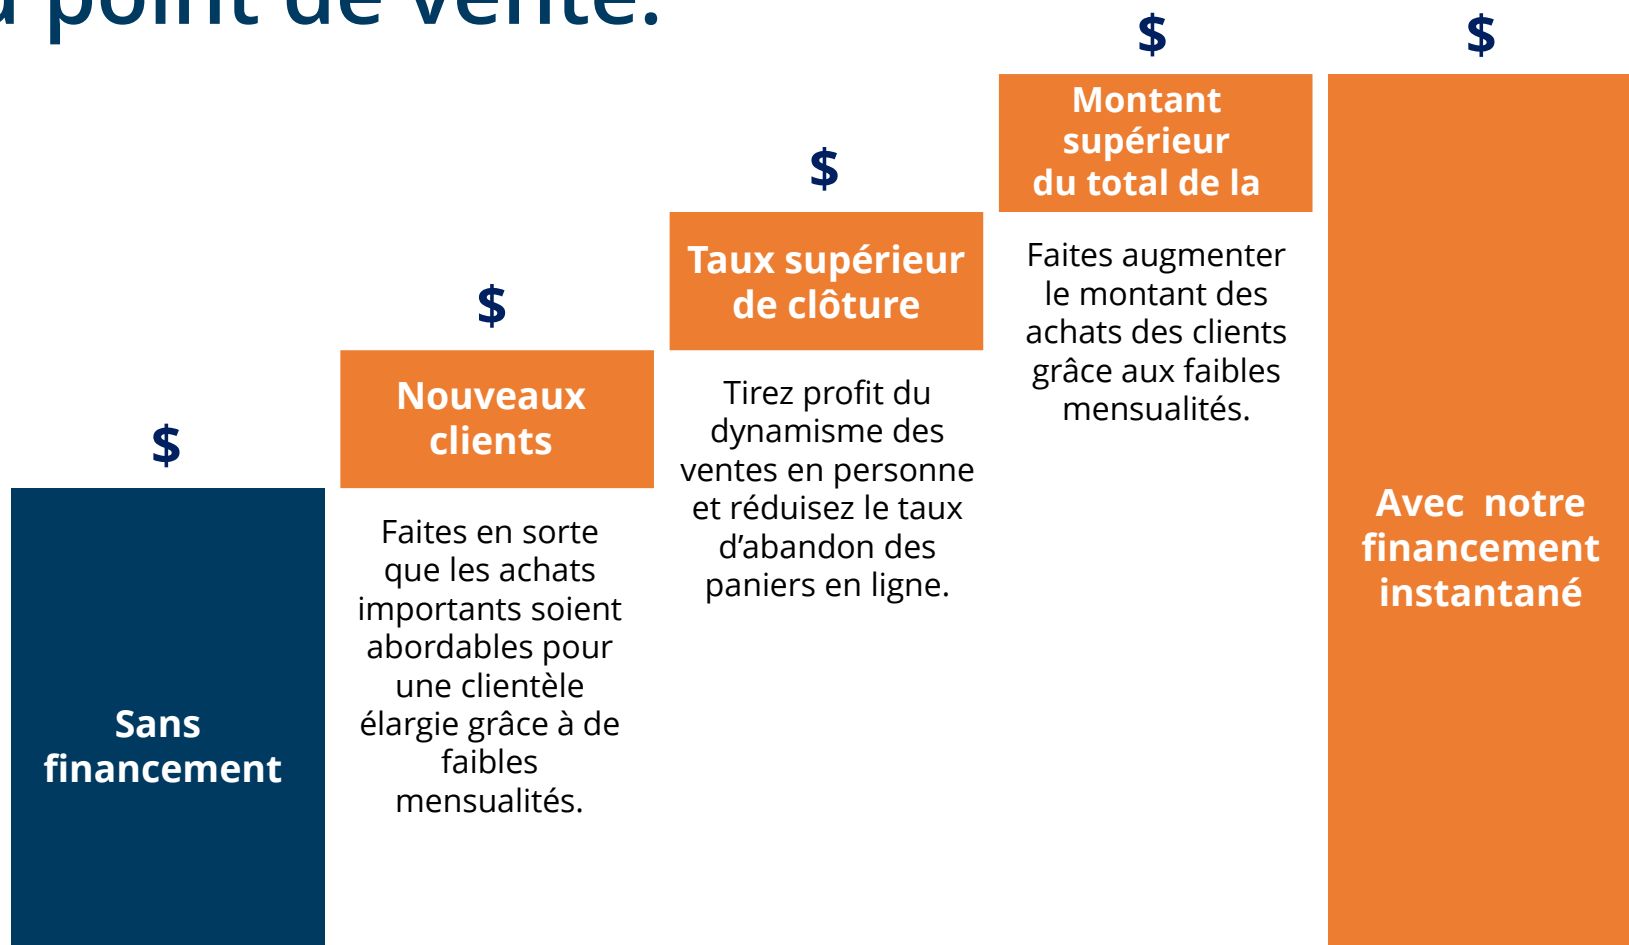 point de vente.
$
Sans
financement
$
Nouveaux
clients
Faites en sorte
que les achats
importants soient
abordables pour
une clientèle
élargie grâce à de
faibles
mensualités.
$
Taux supérieur
de clôture
Tirez profit du
dynamisme des
ventes en personne
et réduisez le taux
d’abandon des
paniers en ligne.
$
Montant
supérieur
du total de la
Faites augmenter
le montant des
achats des clients
grâce aux faibles
mensualités.
$
Avec  notre
financement
instantané